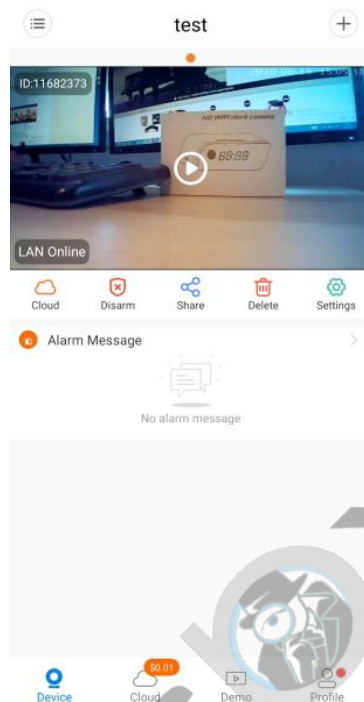 test
ID:11682373
HD WIFI clock camera
88:88
LAN Online
Cloud
Disarm
Share
Delete
Settings
Alarm Message
No alarm message
$0.01
Device
Cloud
Demo
Profile